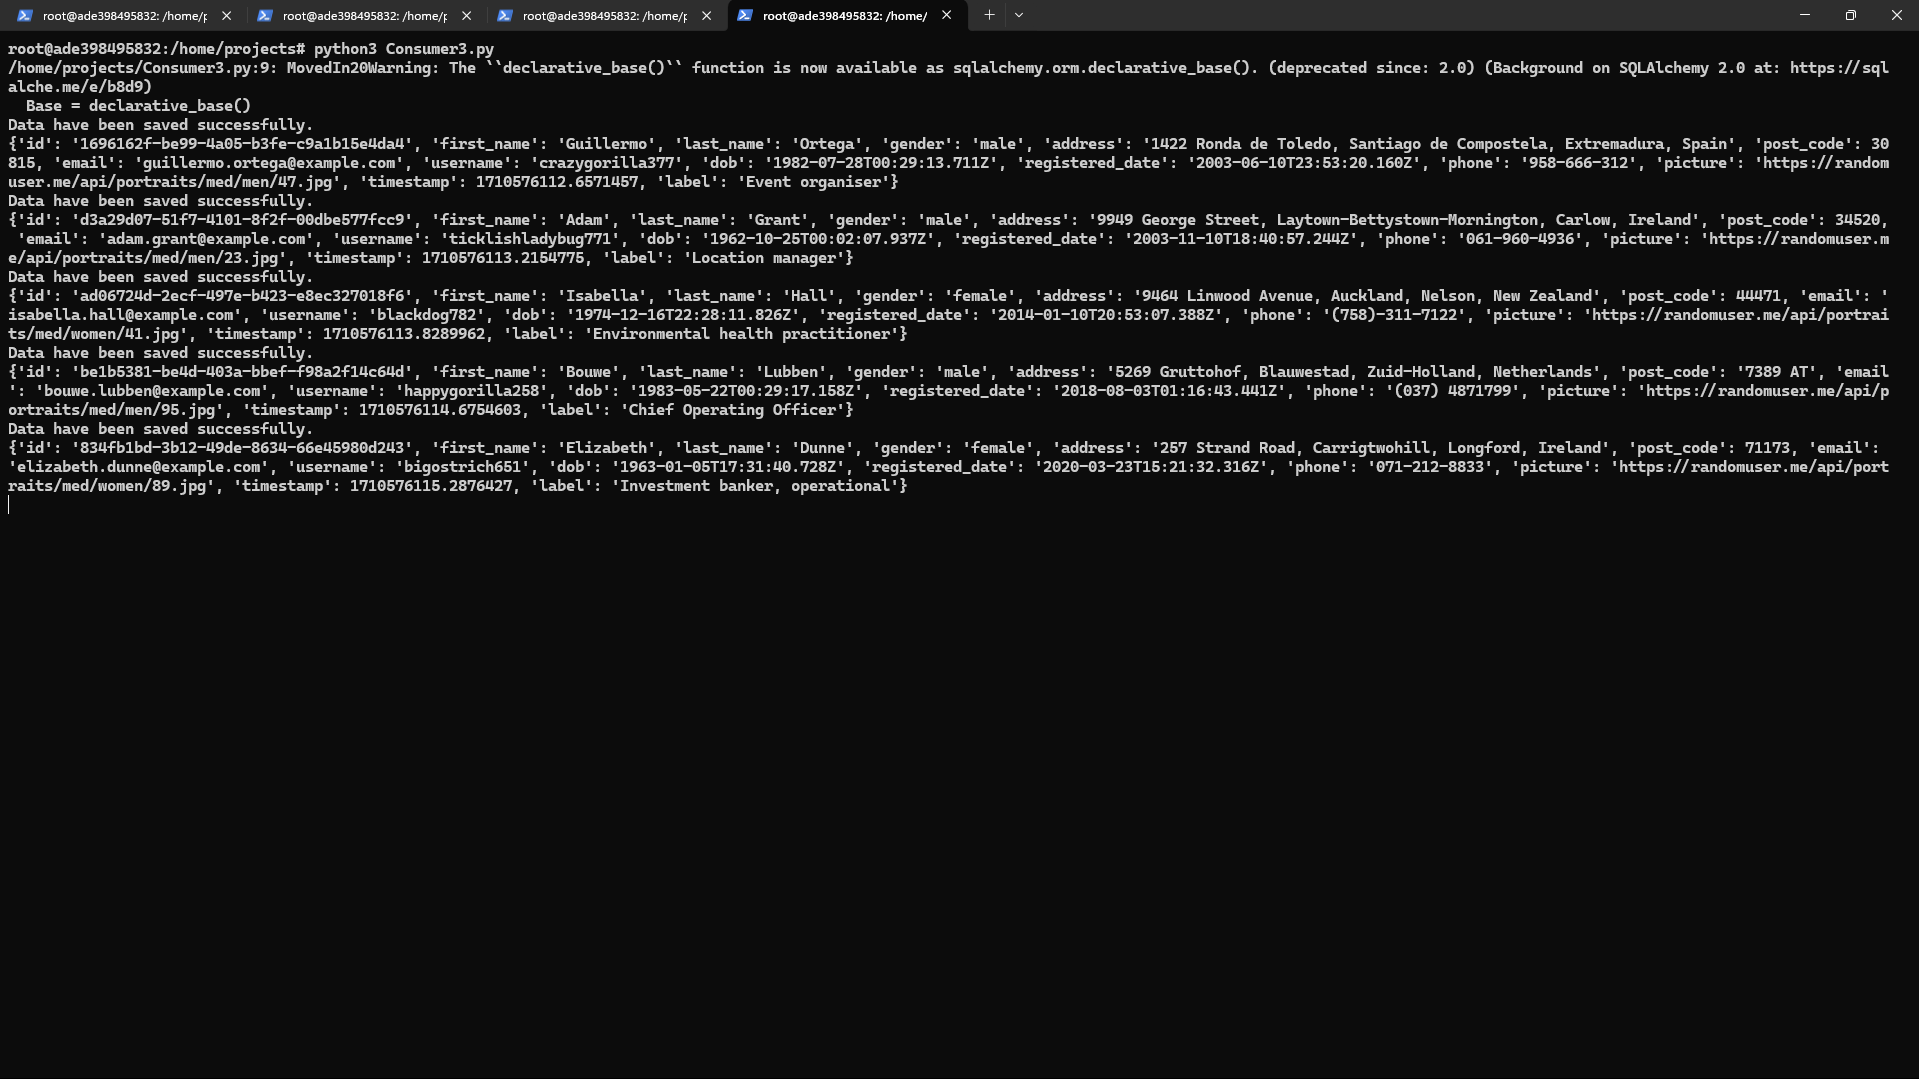 root@ade398495832: /home/p
root@ade398495832: /home/p
root@ade398495832: /home/p
root@ade398495832: /home/
root@ade398495832:/home/projects# python3 Consumer3.py
/home/projects/Consumer3.py:9: MovedIn20Warning: The ``declarative_base()`` function is now available as sqlalchemy.orm.declarative_base(). (deprecated since: 2.0) (Background on SQLAlchemy 2.0 at: https://sql
alche.me/e/b8d9)
  Base = declarative_base()
Data have been saved successfully.
{'id': '1696162f-be99-4a05-b3fe-c9a1b15e4da4', 'first_name': 'Guillermo', 'last_name': 'Ortega', 'gender': 'male', 'address': '1422 Ronda de Toledo, Santiago de Compostela, Extremadura, Spain', 'post_code': 30
815, 'email': 'guillermo.ortega@example.com', 'username': 'crazygorilla377', 'dob': '1982-07-28T00:29:13.711Z', 'registered_date': '2003-06-10T23:53:20.160Z', 'phone': '958-666-312', 'picture': 'https://random
user.me/api/portraits/med/men/47.jpg', 'timestamp': 1710576112.6571457, 'label': 'Event organiser'}
Data have been saved successfully.
{'id': 'd3a29d07-51f7-4101-8f2f-00dbe577fcc9', 'first_name': 'Adam', 'last_name': 'Grant', 'gender': 'male', 'address': '9949 George Street, Laytown-Bettystown-Mornington, Carlow, Ireland', 'post_code': 34520,
 'email': 'adam.grant@example.com', 'username': 'ticklishladybug771', 'dob': '1962-10-25T00:02:07.937Z', 'registered_date': '2003-11-10T18:40:57.244Z', 'phone': '061-960-4936', 'picture': 'https://randomuser.m
e/api/portraits/med/men/23.jpg', 'timestamp': 1710576113.2154775, 'label': 'Location manager'}
Data have been saved successfully.
{'id': 'ad06724d-2ecf-497e-b423-e8ec327018f6', 'first_name': 'Isabella', 'last_name': 'Hall', 'gender': 'female', 'address': '9464 Linwood Avenue, Auckland, Nelson, New Zealand', 'post_code': 44471, 'email': '
isabella.hall@example.com', 'username': 'blackdog782', 'dob': '1974-12-16T22:28:11.826Z', 'registered_date': '2014-01-10T20:53:07.388Z', 'phone': '(758)-311-7122', 'picture': 'https://randomuser.me/api/portrai
ts/med/women/41.jpg', 'timestamp': 1710576113.8289962, 'label': 'Environmental health practitioner'}
Data have been saved successfully.
{'id': 'be1b5381-be4d-403a-bbef-f98a2f14c64d', 'first_name': 'Bouwe', 'last_name': 'Lubben', 'gender': 'male', 'address': '5269 Gruttohof, Blauwestad, Zuid-Holland, Netherlands', 'post_code': '7389 AT', 'email
': 'bouwe.lubben@example.com', 'username': 'happygorilla258', 'dob': '1983-05-22T00:29:17.158Z', 'registered_date': '2018-08-03T01:16:43.441Z', 'phone': '(037) 4871799', 'picture': 'https://randomuser.me/api/p
ortraits/med/men/95.jpg', 'timestamp': 1710576114.6754603, 'label': 'Chief Operating Officer'}
Data have been saved successfully.
{'id': '834fb1bd-3b12-49de-8634-66e45980d243', 'first_name': 'Elizabeth', 'last_name': 'Dunne', 'gender': 'female', 'address': '257 Strand Road, Carrigtwohill, Longford, Ireland', 'post_code': 71173, 'email':
'elizabeth.dunne@example.com', 'username': 'bigostrich651', 'dob': '1963-01-05T17:31:40.728Z', 'registered_date': '2020-03-23T15:21:32.316Z', 'phone': '071-212-8833', 'picture': 'https://randomuser.me/api/port
raits/med/women/89.jpg', 'timestamp': 1710576115.2876427, 'label': 'Investment banker, operational'}